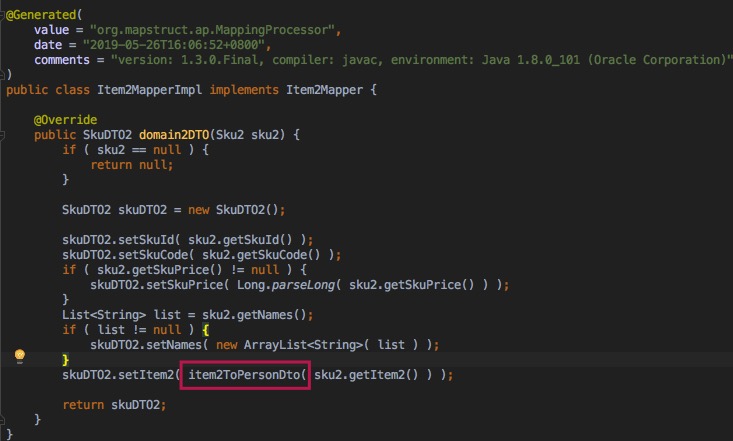 @Generated(
    value = "org.mapstruct.ap.MappingProcessor",
    date = "2019-05-26T16:06:52+0800",
    comments = "version: 1.3.0.Final, compiler: javac, environment: Java 1.8.0_101 (Oracle Corporation)"
)
public class Item2MapperImpl implements Item2Mapper {
    @Override
    public SkuDTO2 domain2DTO(Sku2 sku2) {
        if ( sku2 == null ) {
            return null;
        }
        SkuDTO2 skuDTO2 = new SkuDTO2();
        skuDTO2.setSkuId( sku2.getSkuId() );
        skuDTO2.setSkuCode( sku2.getSkuCode() );
        if ( sku2.getSkuPrice() != null ) {
            skuDTO2.setSkuPrice( Long.parseLong( sku2.getSkuPrice() ) );
        }
        List<String> list = sku2.getNames();
        if ( list != null ) {
            skuDTO2.setNames( new ArrayList<String>( list ) );
        }
        skuDTO2.setItem2( item2ToPersonDto( sku2.getItem2() ) );
        return skuDTO2;
    }
}